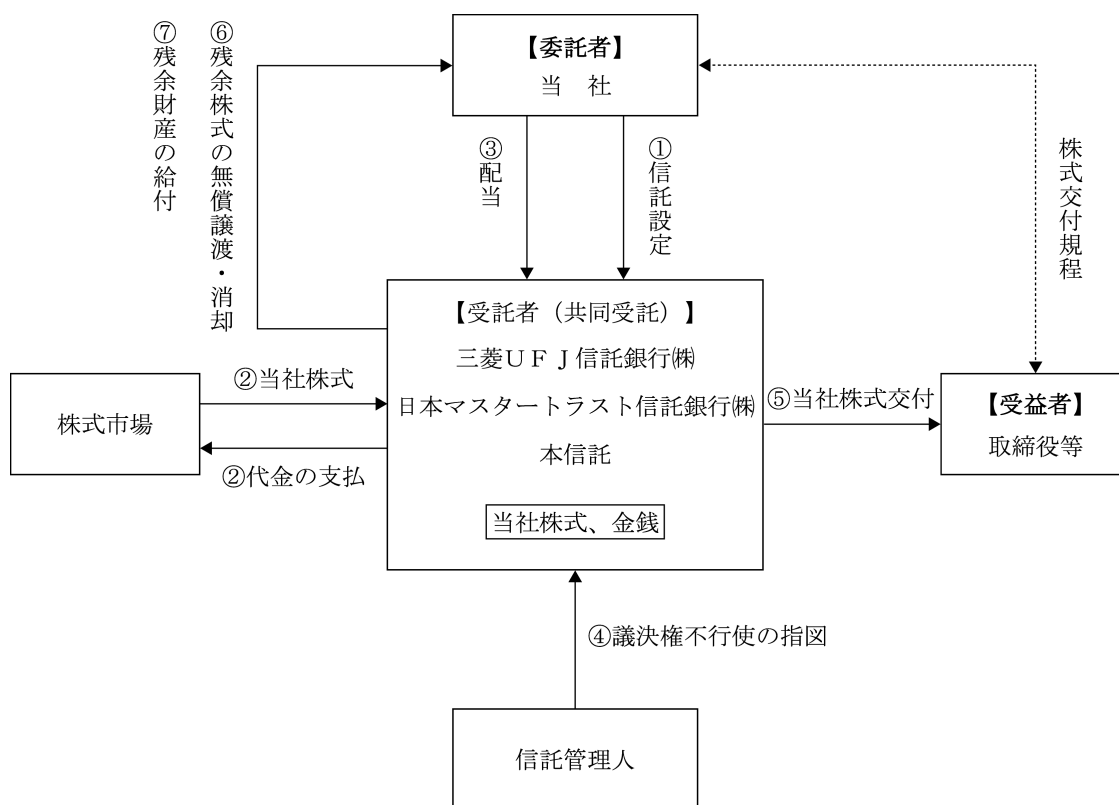 ⑦残余財産の給付
⑥残余株式の無償譲渡・消却
【委託者】
当　社
③配当
①信託設定
株式交付規程
【受託者（共同受託）】
三菱ＵＦＪ信託銀行㈱
日本マスタートラスト信託銀行㈱
本信託
当社株式、金銭
株式市場
②当社株式
②代金の支払
⑤当社株式交付
【受益者】
取締役等
④議決権不行使の指図
信託管理人